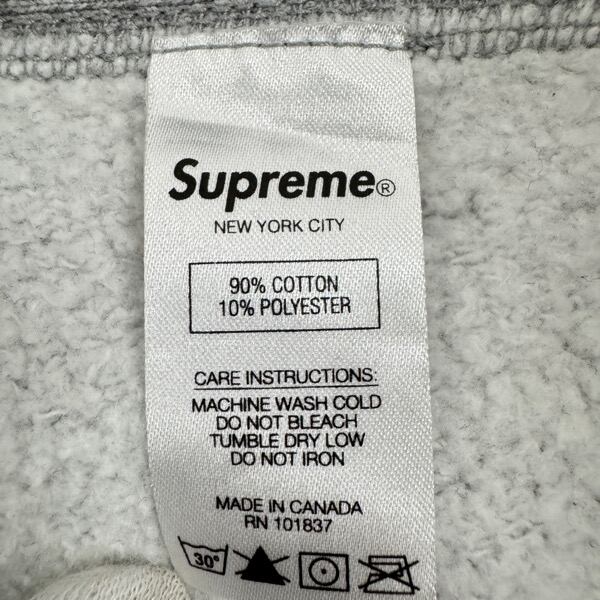 Supreme®
NEW YORK CITY
90% COTTON
10% POLYESTER
CARE INSTRUCTIONS:
MACHINE WASH COLD
DO NOT BLEACH
TUMBLE DRY LOW
DO NOT IRON
MADE IN CANADA
RN 101837
30°